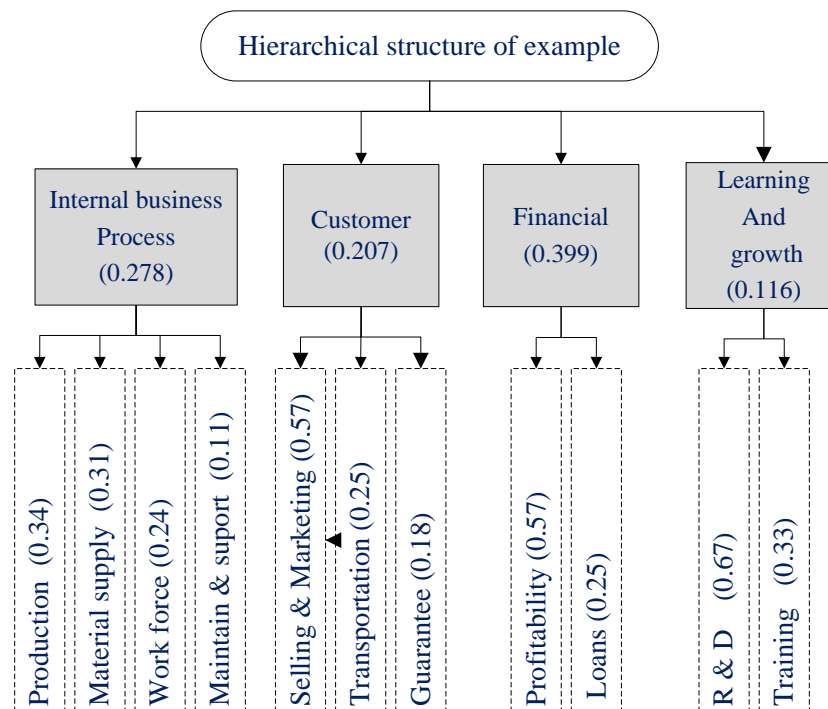 Hierarchical structure of example
Internal business
Process
(0.278)
Customer
(0.207)
Financial
(0.399)
Learning
And
growth
(0.116)
Production (0.34)
Material supply (0.31)
Work force (0.24)
Maintain & suport (0.11)
Selling & Marketing (0.57)
Transportation (0.25)
Guarantee (0.18)
Profitability (0.57)
Loans (0.25)
R & D (0.67)
Training (0.33)